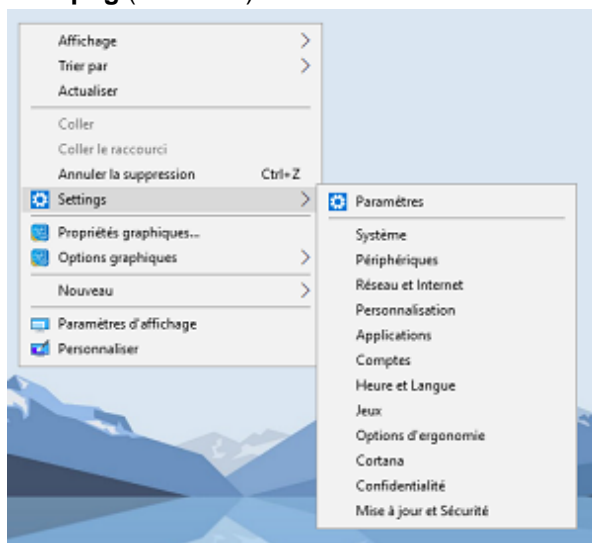 Affichage
Trier par
Actualiser
Coller
Coller le raccourci
Annuler la suppression Ctrl+Z
Settings
Propriétés graphiques...
Options graphiques
Nouveau
Paramètres d'affichage
Personnaliser
Paramètres
Système
Périphériques
Réseau et Internet
Personnalisation
Applications
Comptes
Heure et Langue
Jeux
Options d'ergonomie
Cortana
Confidentialité
Mise à jour et Sécurité